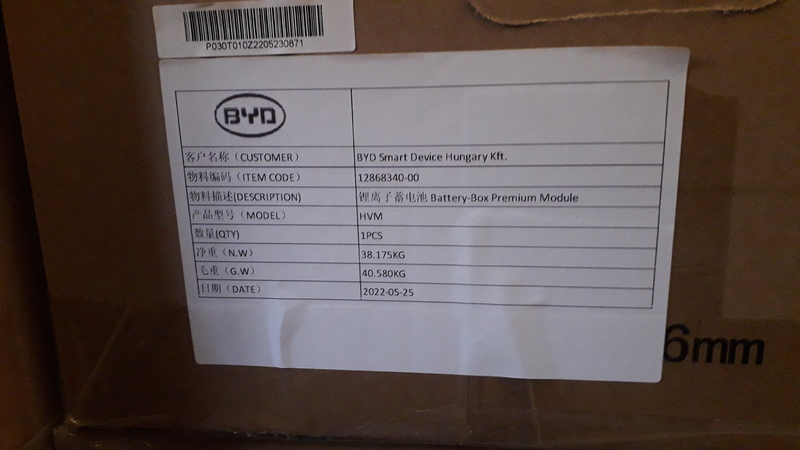 P030T010Z2205230871
BYD
客户名称（CUSTOMER） BYD Smart Device Hungary Kft.
物料编码（ITEM CODE） 12868340-00
物料描述(DESCRIPTION) 锂离子蓄电池 Battery-Box Premium Module
产品型号（MODEL） HVM
数量(QTY) 1PCS
净重（N.W） 38.175KG
毛重（G.W） 40.580KG
日期（DATE） 2022-05-25
6mm